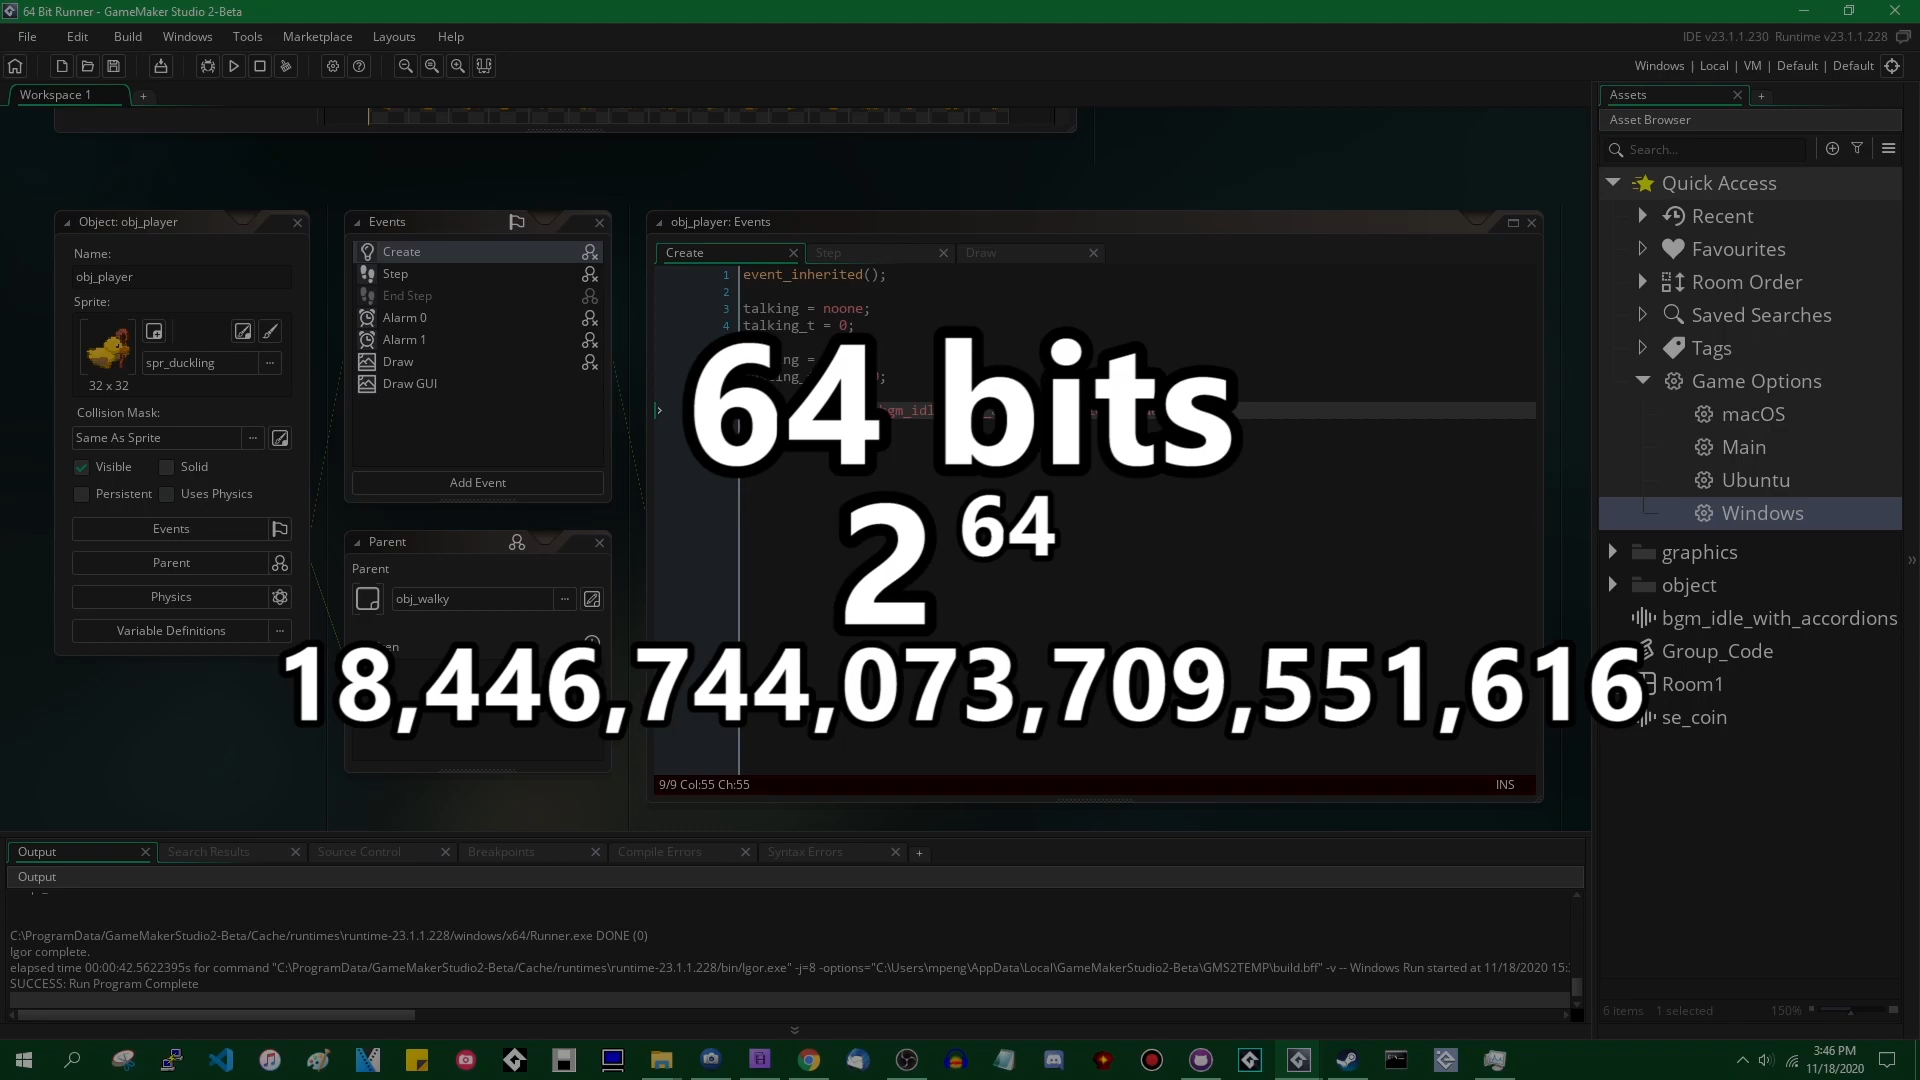 64 Bit Runner - GameMaker Studio 2-Beta
File Edit Build Windows Tools Marketplace Layouts Help
IDE v23.1.1.230 Runtime v23.1.1.228
Windows | Local | VM | Default | Default
Workspace 1
Assets
Asset Browser
Search...
Quick Access
Recent
Favourites
Room Order
Saved Searches
Tags
Game Options
macOS
Main
Ubuntu
Windows
graphics
object
bgm_idle_with_accordions
Group_Code
Room1
se_coin
6 items 1 selected 150%
Object: obj_player
Name:
obj_player
Sprite:
spr_duckling
32 x 32
Collision Mask:
Same As Sprite
Visible Solid
Persistent Uses Physics
Events
Parent
Physics
Variable Definitions
Events
Create
Step
End Step
Alarm 0
Alarm 1
Draw
Draw GUI
Add Event
Parent
Parent
obj_walky
obj_player: Events
Create Step Draw
1 event_inherited();
2
3 talking = noone;
4 talking_t = 0;
64 bits
2^64
18,446,744,073,709,551,616
9/9 Col:55 Ch:55 INS
Output Search Results Source Control Breakpoints Compile Errors Syntax Errors
Output
C:\ProgramData/GameMakerStudio2-Beta/Cache/runtimes\runtime-23.1.1.228/windows/x64/Runner.exe DONE (0)
Igor complete.
elapsed time 00:00:42.5622395s for command "C:\ProgramData/GameMakerStudio2-Beta/Cache/runtimes\runtime-23.1.1.228/bin/Igor.exe" -j=8 -options="C:\Users\mpeng\AppData\Local\GameMakerStudio2-Beta\GMS2TEMP\build.bff" -v -- Windows Run started at 11/18/2020 15:
SUCCESS: Run Program Complete
3:46 PM
11/18/2020